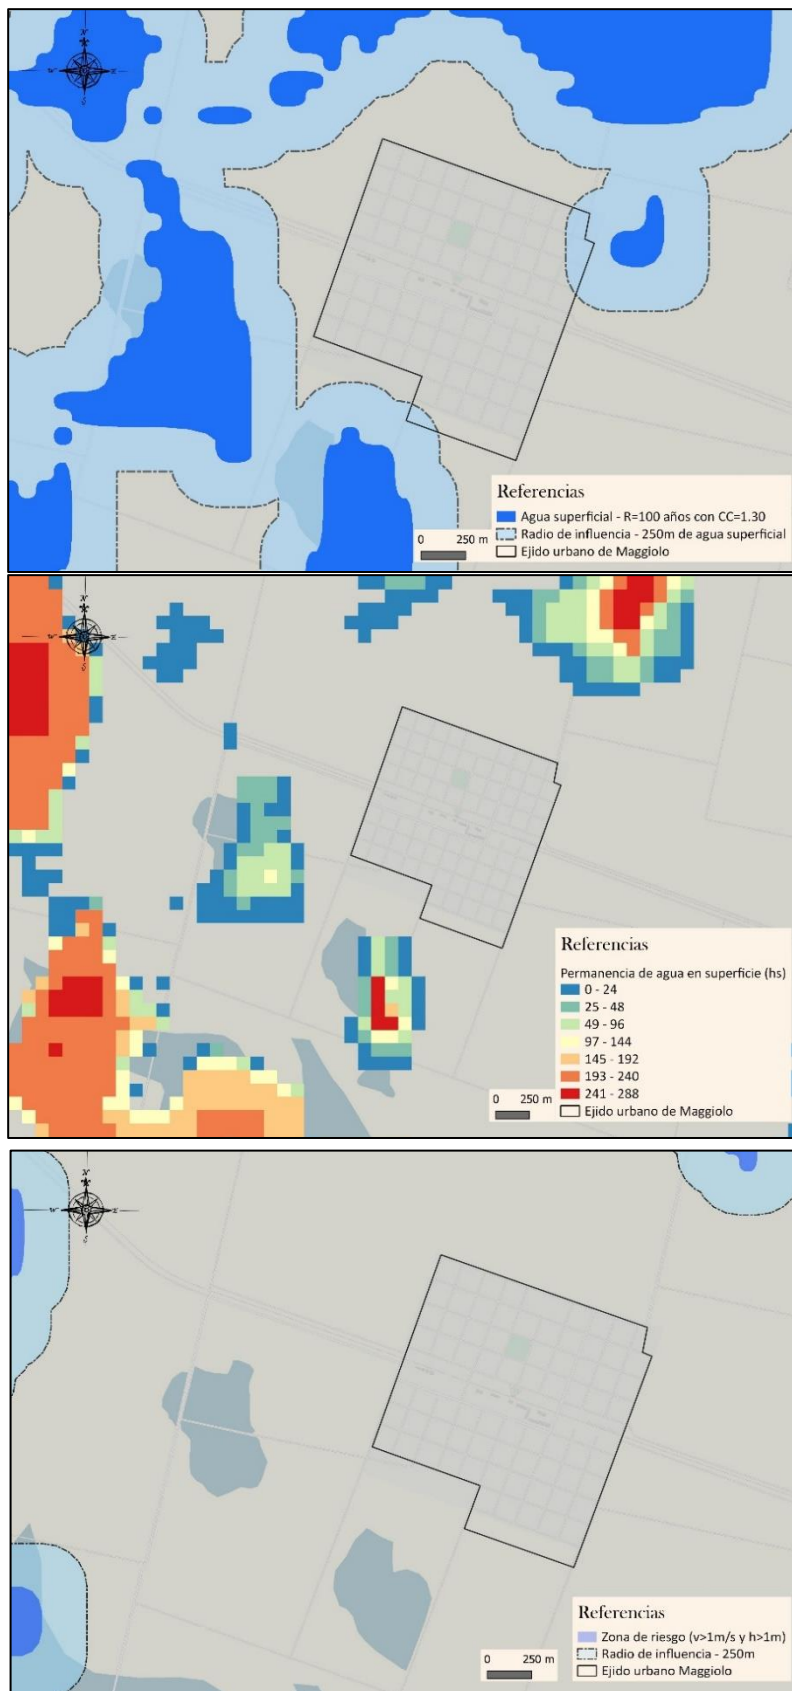 N
W
E
S
Referencias
Agua superficial - R=100 años con CC=1.30
Radio de influencia - 250m de agua superficial
Ejido urbano de Maggiolo
0 250 m
N
W
E
S
Referencias
Permanencia de agua en superficie (hs)
0 - 24
25 - 48
49 - 96
97 - 144
145 - 192
193 - 240
241 - 288
Ejido urbano de Maggiolo
0 250 m
N
W
E
S
Referencias
Zona de riesgo (v>1m/s y h>1m)
Radio de influencia - 250m
Ejido urbano Maggiolo
0 250 m